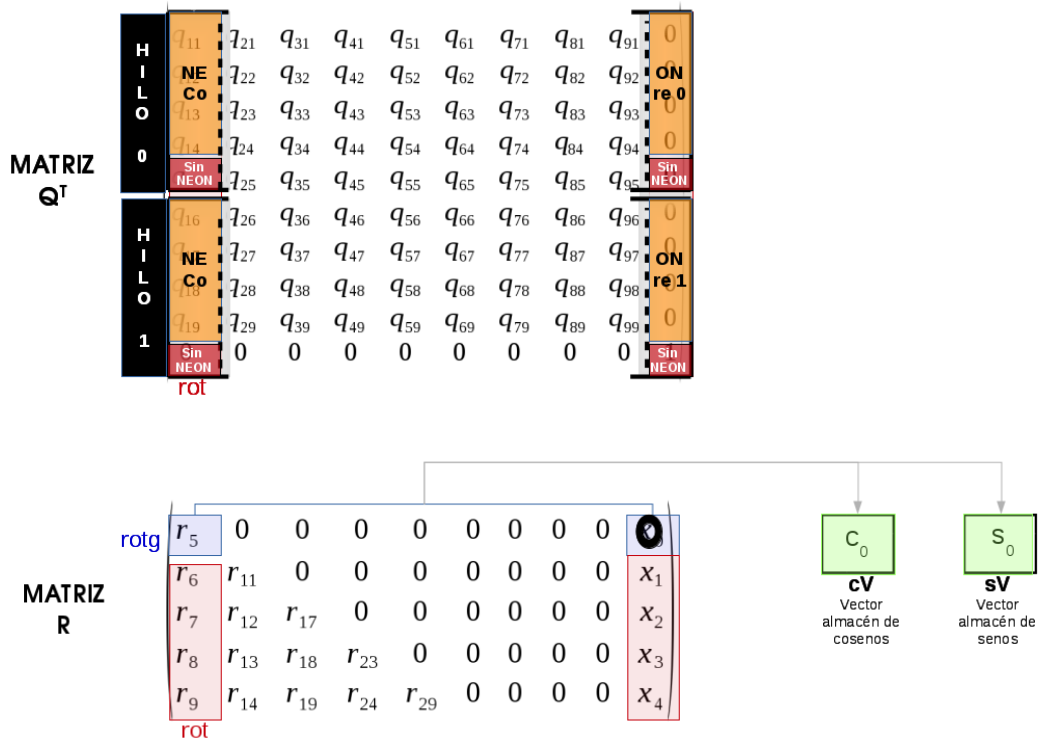 MATRIZ
Qᵀ
H I L O 0
H I L O 1
q₁₁ q₂₁ q₃₁ q₄₁ q₅₁ q₆₁ q₇₁ q₈₁ q₉₁ 0
q₂₂ q₃₂ q₄₂ q₅₂ q₆₂ q₇₂ q₈₂ q₉₂
NE ON
Co re 0
q₁₃ q₂₃ q₃₃ q₄₃ q₅₃ q₆₃ q₇₃ q₈₃ q₉₃ 0
q₁₄ q₂₄ q₃₄ q₄₄ q₅₄ q₆₄ q₇₄ q₈₄ q₉₄ 0
Sin NEON
q₂₅ q₃₅ q₄₅ q₅₅ q₆₅ q₇₅ q₈₅ q₉₅
Sin NEON
q₁₆ q₂₆ q₃₆ q₄₆ q₅₆ q₆₆ q₇₆ q₈₆ q₉₆ 0
q₂₇ q₃₇ q₄₇ q₅₇ q₆₇ q₇₇ q₈₇ q₉₇ 0
NE ON
Co re 1
q₁₈ q₂₈ q₃₈ q₄₈ q₅₈ q₆₈ q₇₈ q₈₈ q₉₈ 0
q₁₉ q₂₉ q₃₉ q₄₉ q₅₉ q₆₉ q₇₉ q₈₉ q₉₉ 0
Sin NEON
0 0 0 0 0 0 0 0
Sin NEON
rot
MATRIZ
R
rotg
r₅ 0 0 0 0 0 0 0 0 0
r₆ r₁₁ 0 0 0 0 0 0 0 x₁
r₇ r₁₂ r₁₇ 0 0 0 0 0 0 x₂
r₈ r₁₃ r₁₈ r₂₃ 0 0 0 0 0 x₃
r₉ r₁₄ r₁₉ r₂₄ r₂₉ 0 0 0 0 x₄
rot
C₀
cV
Vector
almacén de
cosenos
S₀
sV
Vector
almacén de
senos